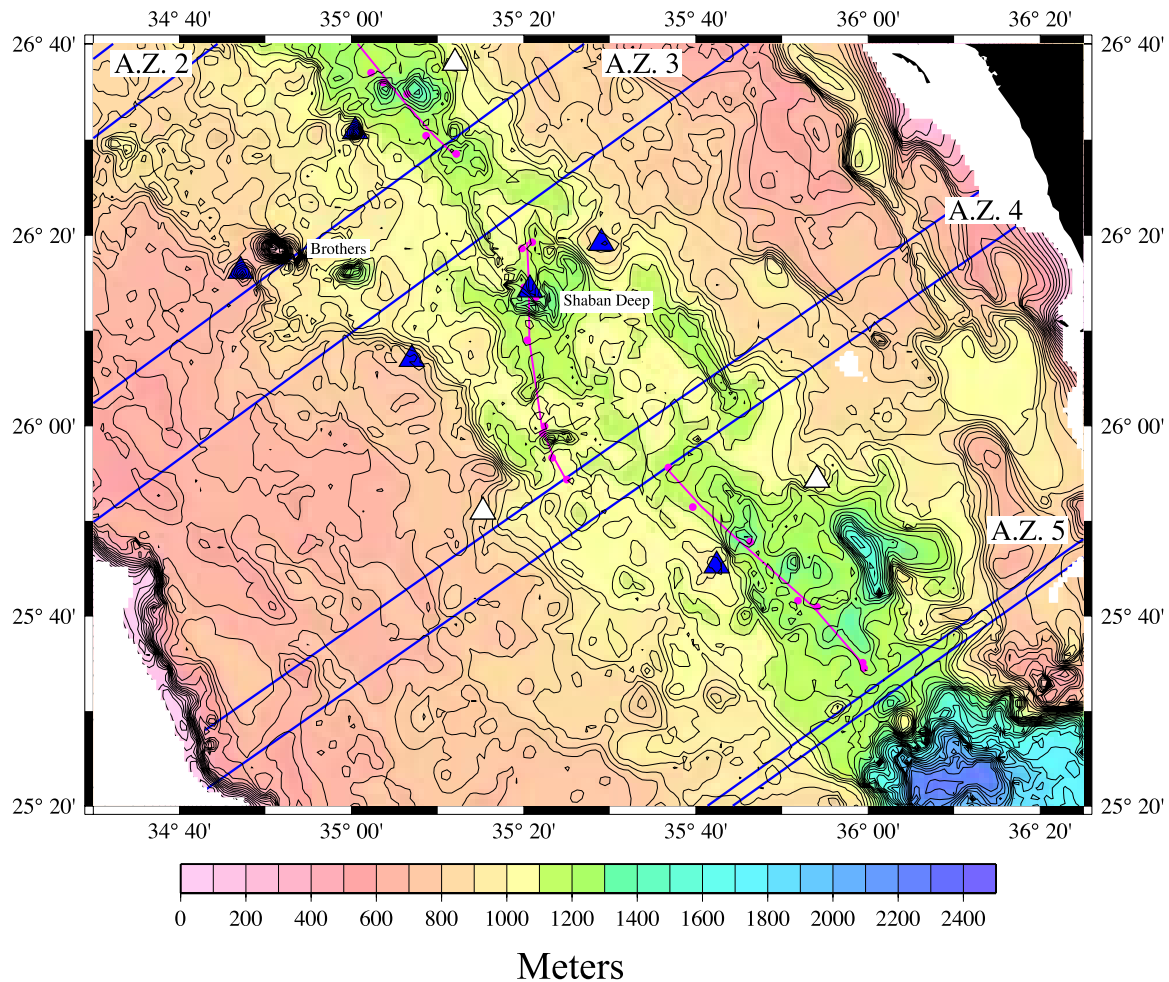 34° 40' 35° 00' 35° 20' 35° 40' 36° 00' 36° 20'
26° 40' 26° 40'
A.Z. 2 A.Z. 3
A.Z. 4
26° 20' 26° 20'
Brothers
Shaban Deep
26° 00' 26° 00'
A.Z. 5
25° 40' 25° 40'
25° 20' 25° 20'
34° 40' 35° 00' 35° 20' 35° 40' 36° 00' 36° 20'
0 200 400 600 800 1000 1200 1400 1600 1800 2000 2200 2400
Meters